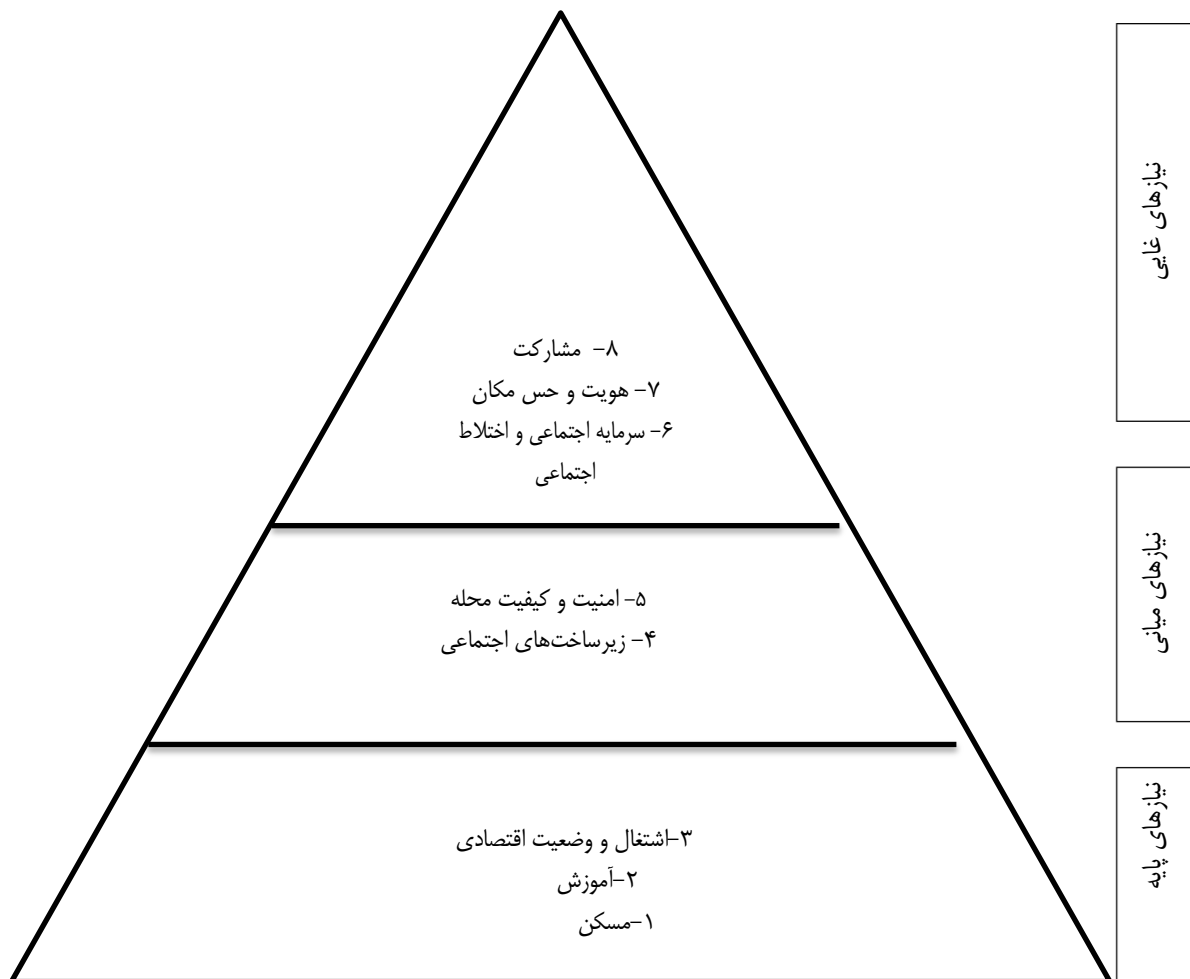 نیازهای غایی
۸- مشارکت
۷- هویت و حس مکان
۶- سرمایه اجتماعی و اختلاط
اجتماعی
نیازهای میانی
۵- امنیت و کیفیت محله
۴- زیرساخت‌های اجتماعی
نیازهای پایه
۳-اشتغال و وضعیت اقتصادی
۲-آموزش
۱-مسکن